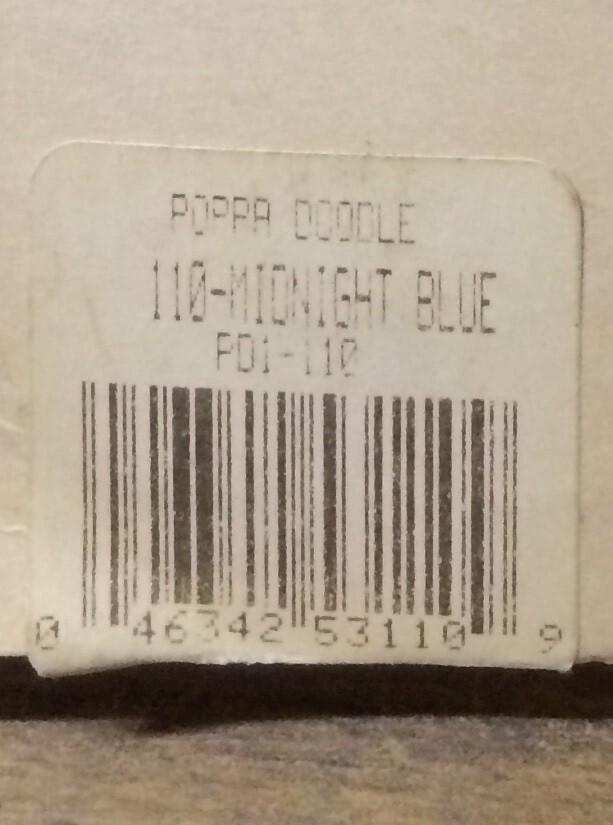 POPPA DOODLE
110-MIDNIGHT BLUE
PD1-110
0 46342 53110 9